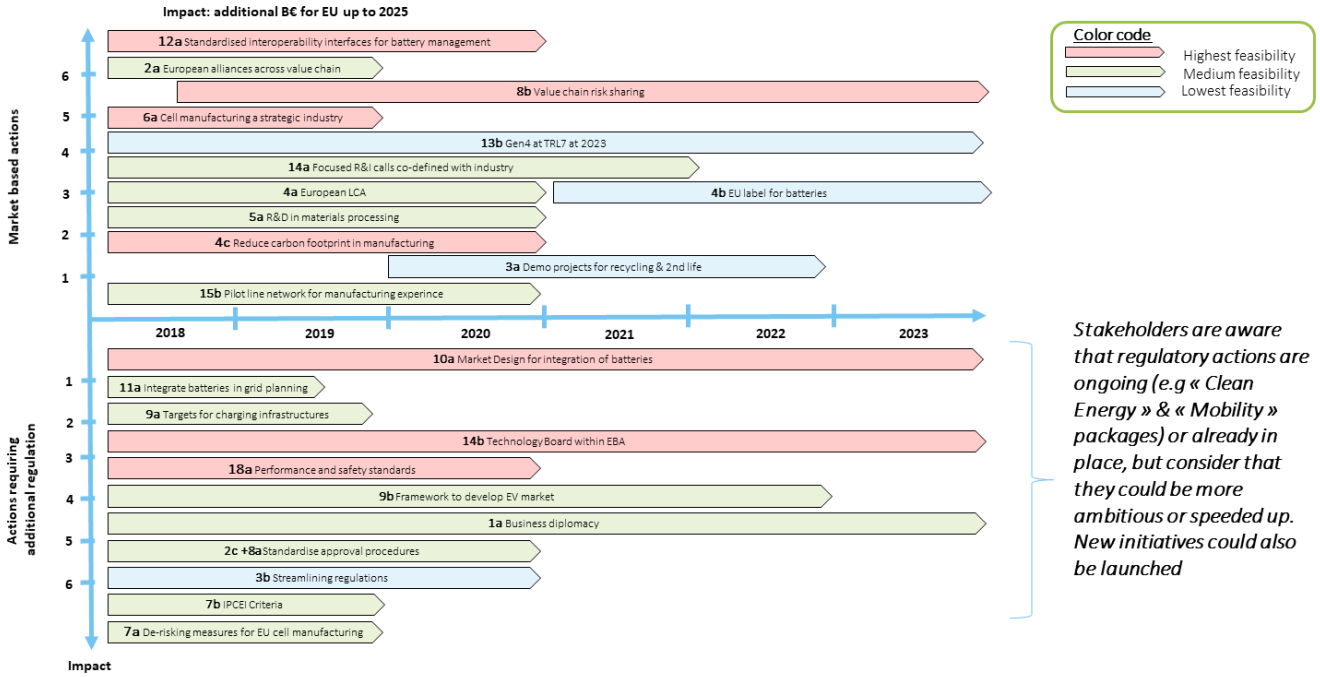 Impact: additional B€ for EU up to 2025
Color code
Highest feasibility
Medium feasibility
Lowest feasibility
Market based actions
6
5
4
3
2
1
12a Standardised interoperability interfaces for battery management
2a European alliances across value chain
8b Value chain risk sharing
6a Cell manufacturing a strategic industry
13b Gen4 at TRL7 at 2023
14a Focused R&I calls co-defined with industry
4a European LCA
4b EU label for batteries
5a R&D in materials processing
4c Reduce carbon footprint in manufacturing
3a Demo projects for recycling & 2nd life
15b Pilot line network for manufacturing experince
2018 2019 2020 2021 2022 2023
Actions requiring
additional regulation
1
2
3
4
5
6
10a Market Design for integration of batteries
11a Integrate batteries in grid planning
9a Targets for charging infrastructures
14b Technology Board within EBA
18a Performance and safety standards
9b Framework to develop EV market
1a Business diplomacy
2c +8a Standardise approval procedures
3b Streamlining regulations
7b IPCEI Criteria
7a De-risking measures for EU cell manufacturing
Impact
Stakeholders are aware
that regulatory actions are
ongoing (e.g « Clean
Energy » & « Mobility »
packages) or already in
place, but consider that
they could be more
ambitious or speeded up.
New initiatives could also
be launched